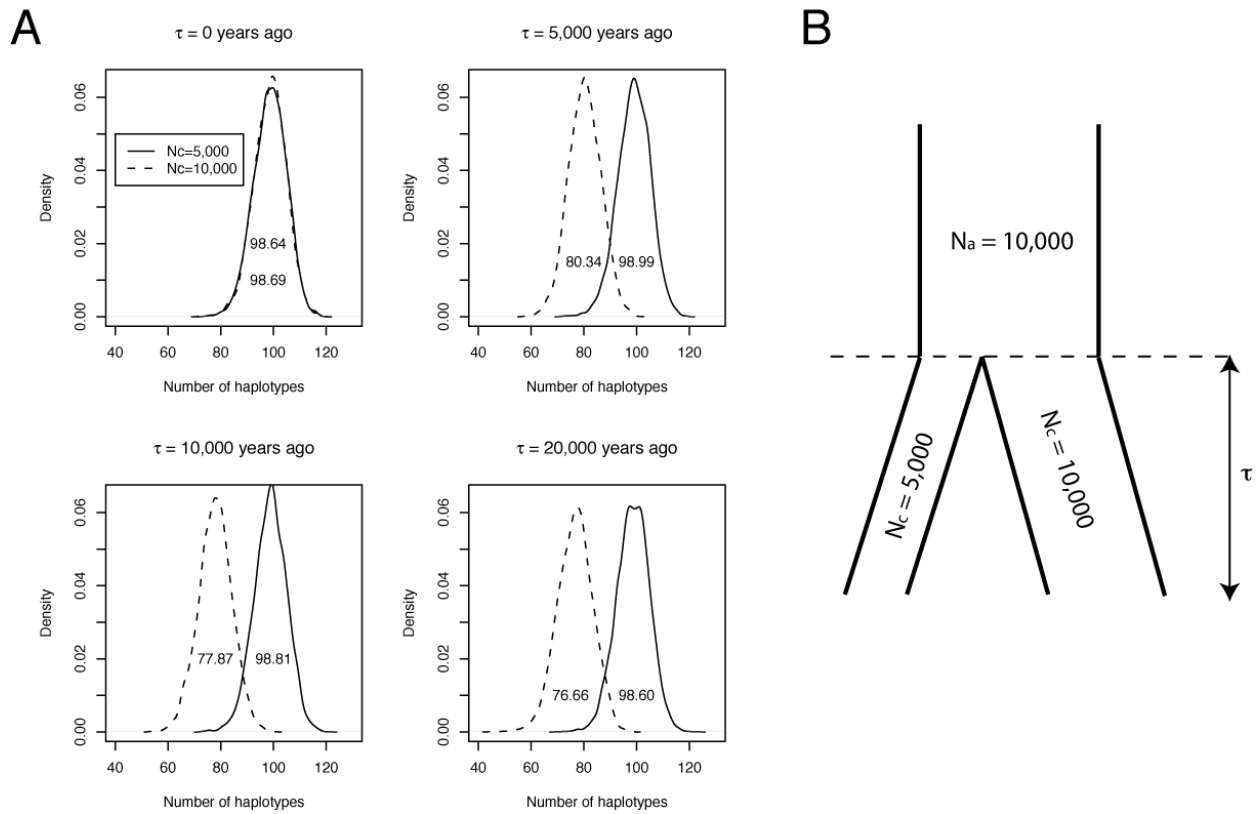 A
B
τ = 0 years ago
0.00
0.02
0.04
0.06
Density
Nc=5,000
Nc=10,000
98.64
98.69
40
60
80
100
120
Number of haplotypes
τ = 5,000 years ago
0.00
0.02
0.04
0.06
Density
80.34
98.99
40
60
80
100
120
Number of haplotypes
τ = 10,000 years ago
0.00
0.02
0.04
0.06
Density
77.87
98.81
40
60
80
100
120
Number of haplotypes
τ = 20,000 years ago
0.00
0.02
0.04
0.06
Density
76.66
98.60
40
60
80
100
120
Number of haplotypes
Na = 10,000
Nc = 5,000
Nc = 10,000
τ